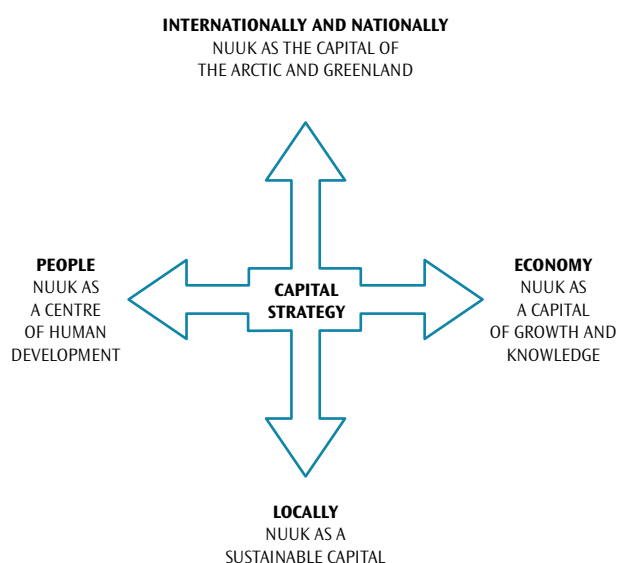 INTERNATIONALLY AND NATIONALLY
NUUK AS THE CAPITAL OF
THE ARCTIC AND GREENLAND
PEOPLE
NUUK AS
A CENTRE
OF HUMAN
DEVELOPMENT
CAPITAL
STRATEGY
ECONOMY
NUUK AS
A CAPITAL
OF GROWTH AND
KNOWLEDGE
LOCALLY
NUUK AS A
SUSTAINABLE CAPITAL